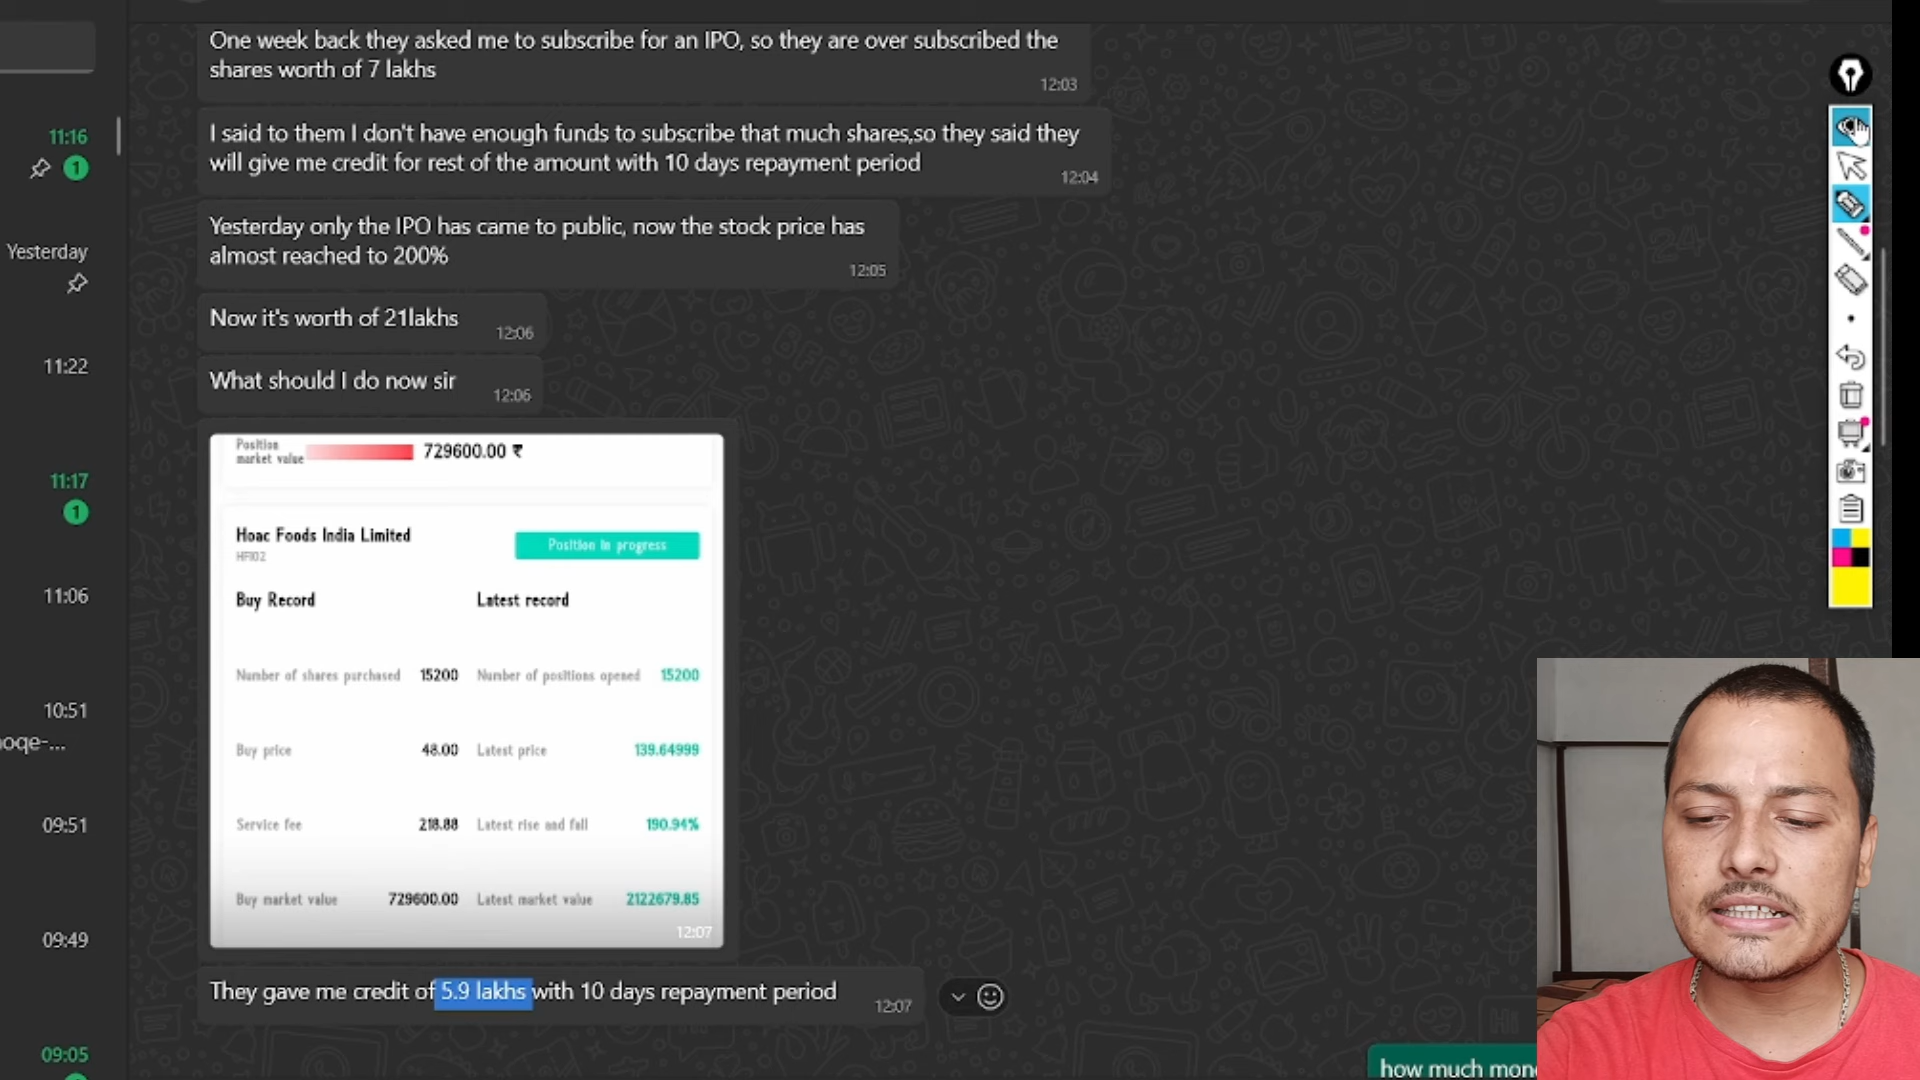 One week back they asked me to subscribe for an IPO, so they are over subscribed the
shares worth of 7 lakhs
12:03
11:16
1
I said to them I don't have enough funds to subscribe that much shares,so they said they
will give me credit for rest of the amount with 10 days repayment period
12:04
Yesterday
Yesterday only the IPO has came to public, now the stock price has
almost reached to 200%
12:05
Now it's worth of 21lakhs
12:06
11:22
What should I do now sir
12:06
Position
market value
729600.00 ₹
11:17
1
Hoac Foods India Limited
HFI02
Position in progress
11:06
Buy Record
Latest record
Number of shares purchased 15200 Number of positions opened 15200
10:51
Buy price 48.00 Latest price 139.64999
09:51
Service fee 218.88 Latest rise and fall 190.94%
Buy market value 729600.00 Latest market value 2122679.85
12:07
09:49
They gave me credit of 5.9 lakhs with 10 days repayment period
12:07
09:05
how much